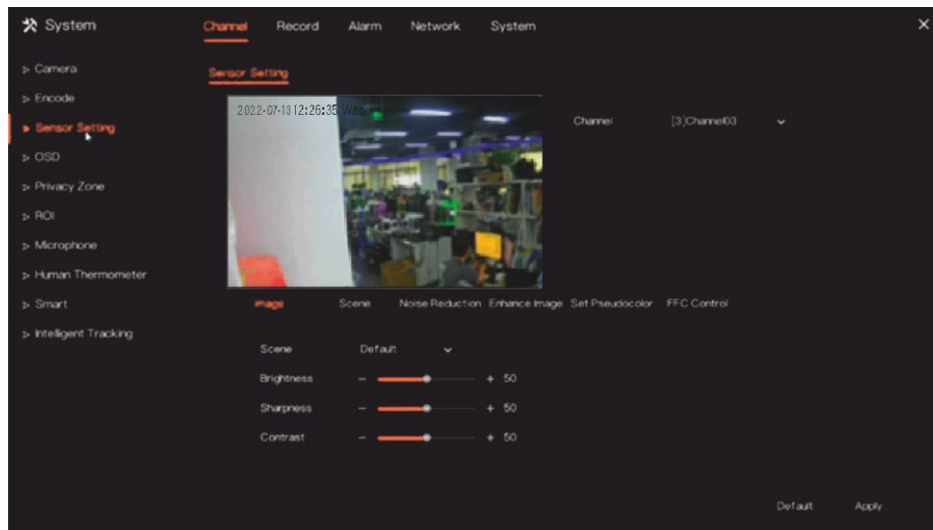 System
Channel Record Alarm Network System
Camera
Encode
Sensor Setting
OSD
Privacy Zone
ROI
Microphone
Human Thermometer
Smart
Intelligent Tracking
Sensor Setting
2022-07-13 12:26:35 Wed
Channel [3]Channel03
Image Scene Noise Reduction Enhance Image Set Pseudocolor FFC Control
Scene Default
Brightness - + 50
Sharpness - + 50
Contrast - + 50
Default Apply